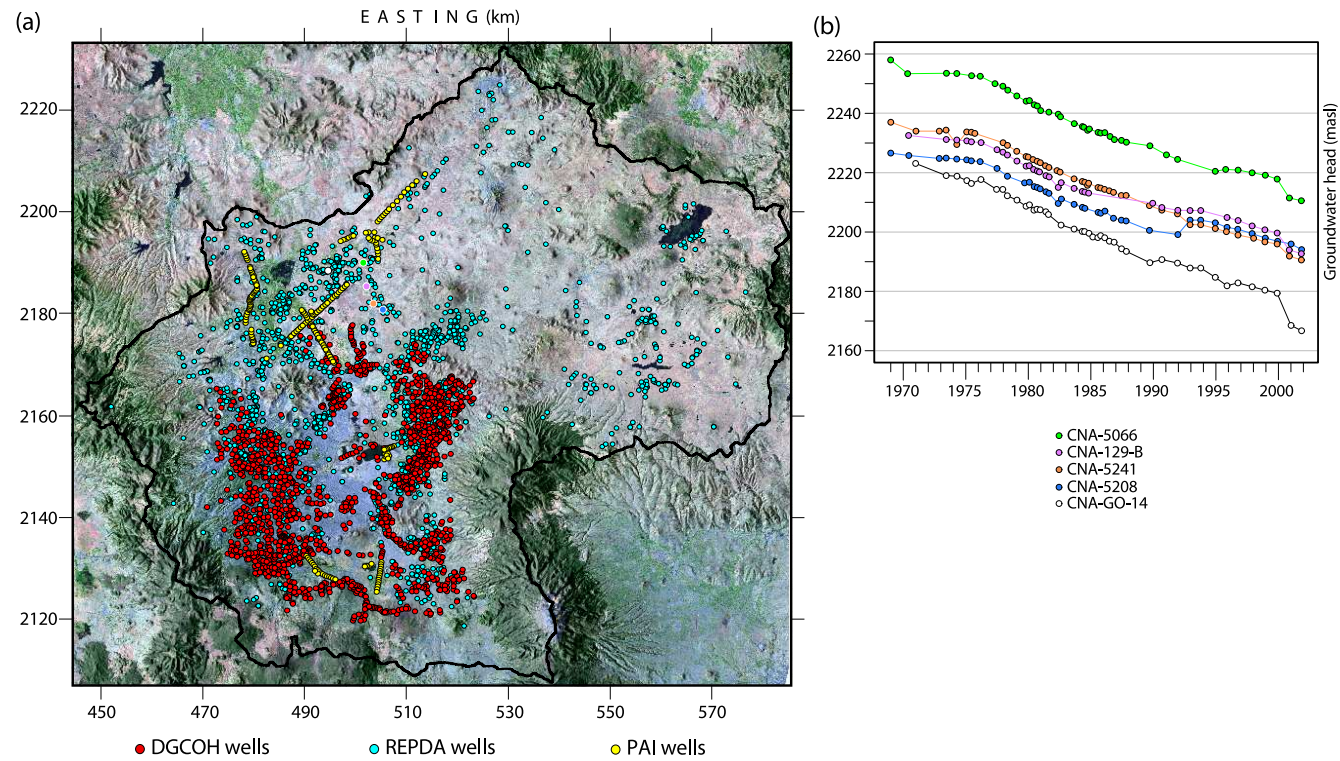 (a)
E A S T I N G (km)
2220
2200
2180
2160
2140
2120
450 470 490 510 530 550 570
DGCOH wells REPDA wells PAI wells
(b)
2260
2240
2220
2200
2180
2160
Groundwater head (masl)
1970 1975 1980 1985 1990 1995 2000
CNA-5066
CNA-129-B
CNA-5241
CNA-5208
CNA-GO-14